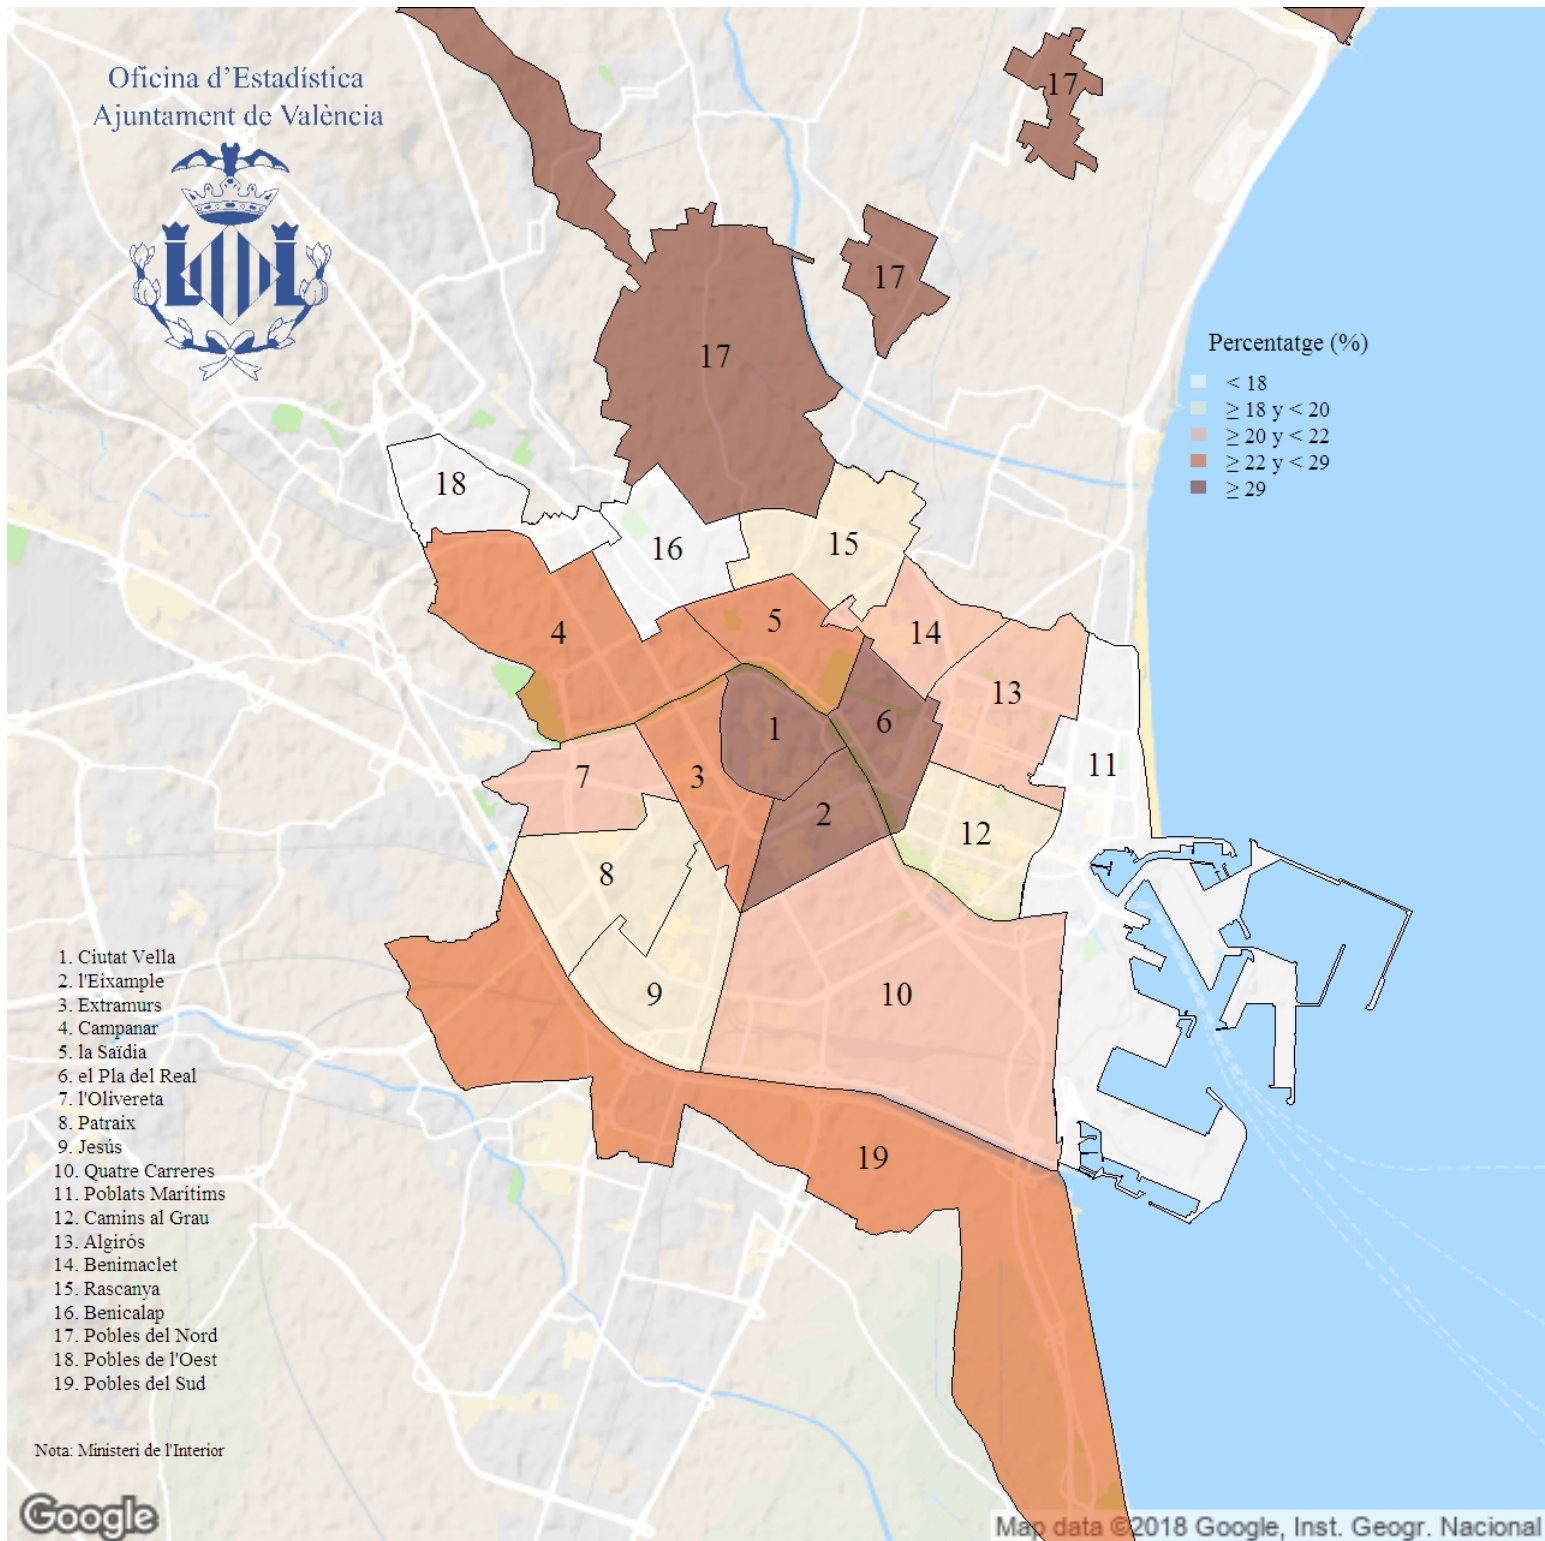 Oficina d'Estadística
Ajuntament de València
17
17
17
Percentatge (%)
< 18
≥ 18 y < 20
≥ 20 y < 22
≥ 22 y < 29
≥ 29
18
16
15
5
4
14
13
1
6
11
7
3
2
12
8
9
10
19
1. Ciutat Vella
2. l'Eixample
3. Extramurs
4. Campanar
5. la Saïdia
6. el Pla del Real
7. l'Olivereta
8. Patraix
9. Jesús
10. Quatre Carreres
11. Poblats Marítims
12. Camins al Grau
13. Algirós
14. Benimaclet
15. Rascanya
16. Benicalap
17. Pobles del Nord
18. Pobles de l'Oest
19. Pobles del Sud
Nota: Ministeri de l'Interior
Google
Map data ©2018 Google, Inst. Geogr. Nacional